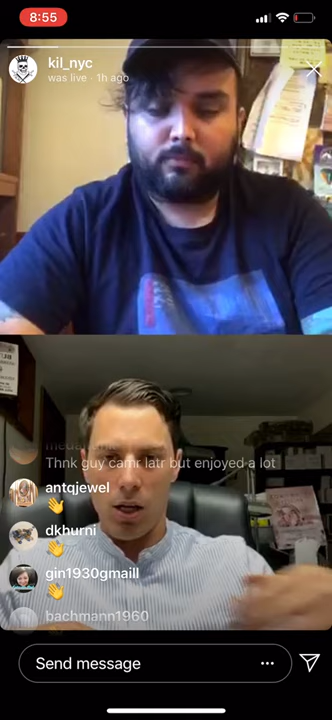 8:55
kil_nyc
was live · 1h ago
Thnk guy camr latr but enjoyed a lot
antqjewel
dkhurni
gin1930gmaill
bachmann1960
Send message